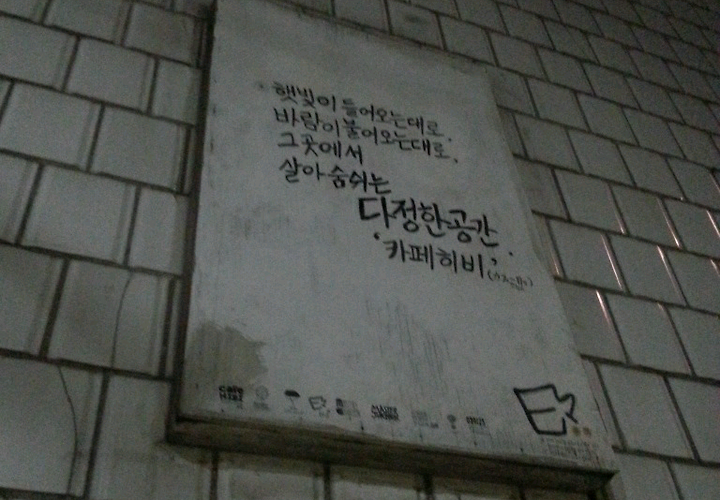 햇빛이 들어오는대로.
바람이 불어오는대로.
그곳에서
살아 숨쉬는
다정한 공간.
'카페히비'